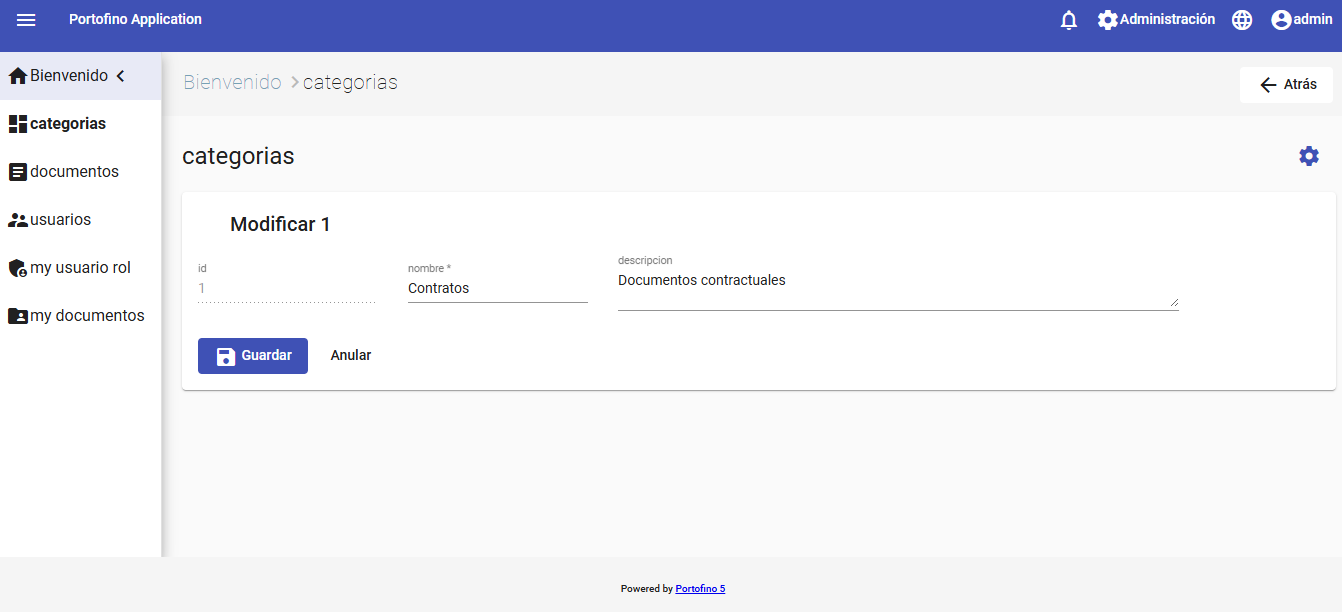 Portofino Application
Administración
admin
Bienvenido
categorias
documentos
usuarios
my usuario rol
my documentos
Bienvenido
categorias
Atrás
categorias
Modificar 1
id
1
nombre *
Contratos
descripcion
Documentos contractuales
Guardar
Anular
Powered by Portofino 5